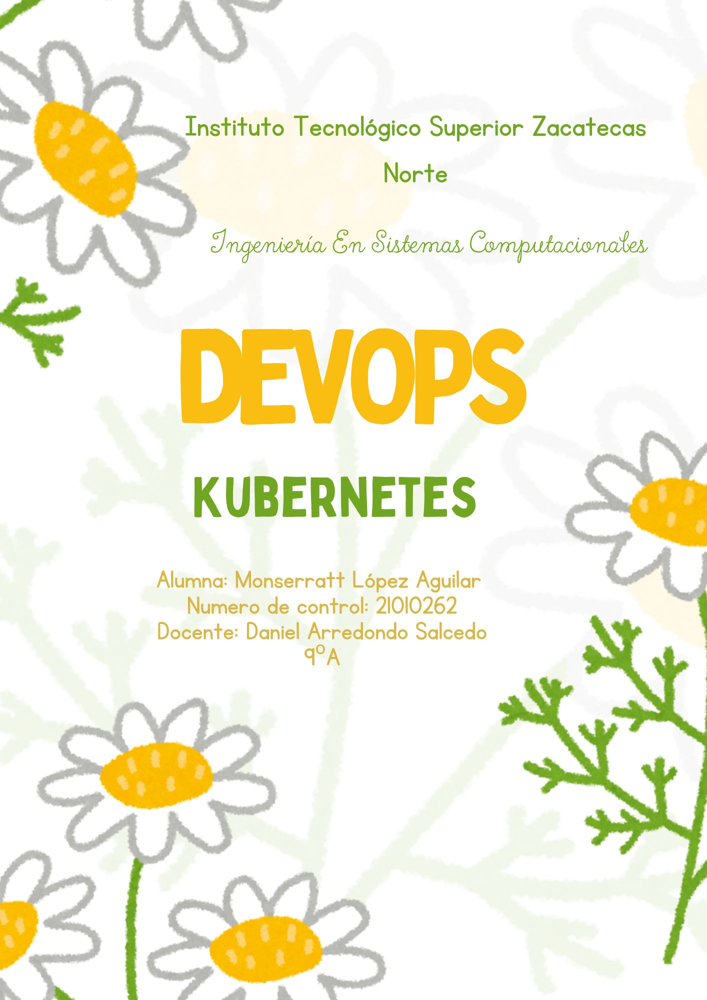 Instituto Tecnológico Superior Zacatecas
Norte
Ingeniería En Sistemas Computacionales
DEVOPS
KUBERNETES
Alumna: Monserratt López Aguilar
Numero de control: 21010262
Docente: Daniel Arredondo Salcedo
9ºA